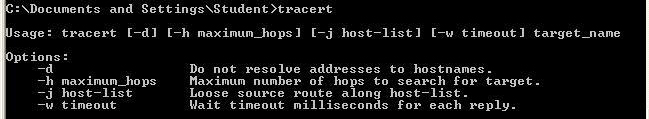 C:\Documents and Settings\Student>tracert
Usage: tracert [-d] [-h maximum_hops] [-j host-list] [-w timeout] target_name
Options:
-d Do not resolve addresses to hostnames.
-h maximum_hops Maximum number of hops to search for target.
-j host-list Loose source route along host-list.
-w timeout Wait timeout milliseconds for each reply.